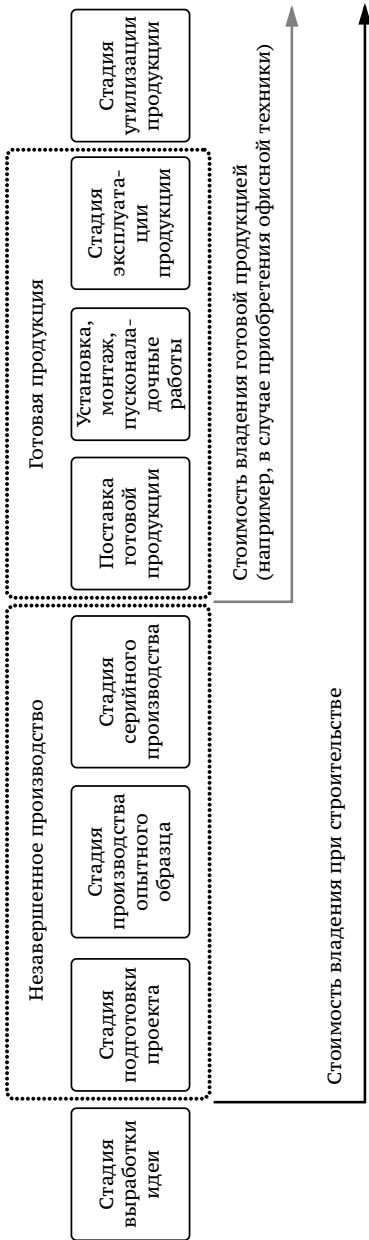 Незавершенное производство
Готовая продукция
Стадия
выработки
идеи
Стадия
подготовки
проекта
Стадия
производства
опытного
образца
Стадия
серийного
производства
Поставка
готовой
продукции
Установка,
монтаж,
пусконала-
дочные
работы
Стадия
эксплуата-
ции
продукции
Стадия
утилизации
продукции
Стоимость владения готовой продукцией
(например, в случае приобретения офисной техники)
Стоимость владения при строительстве